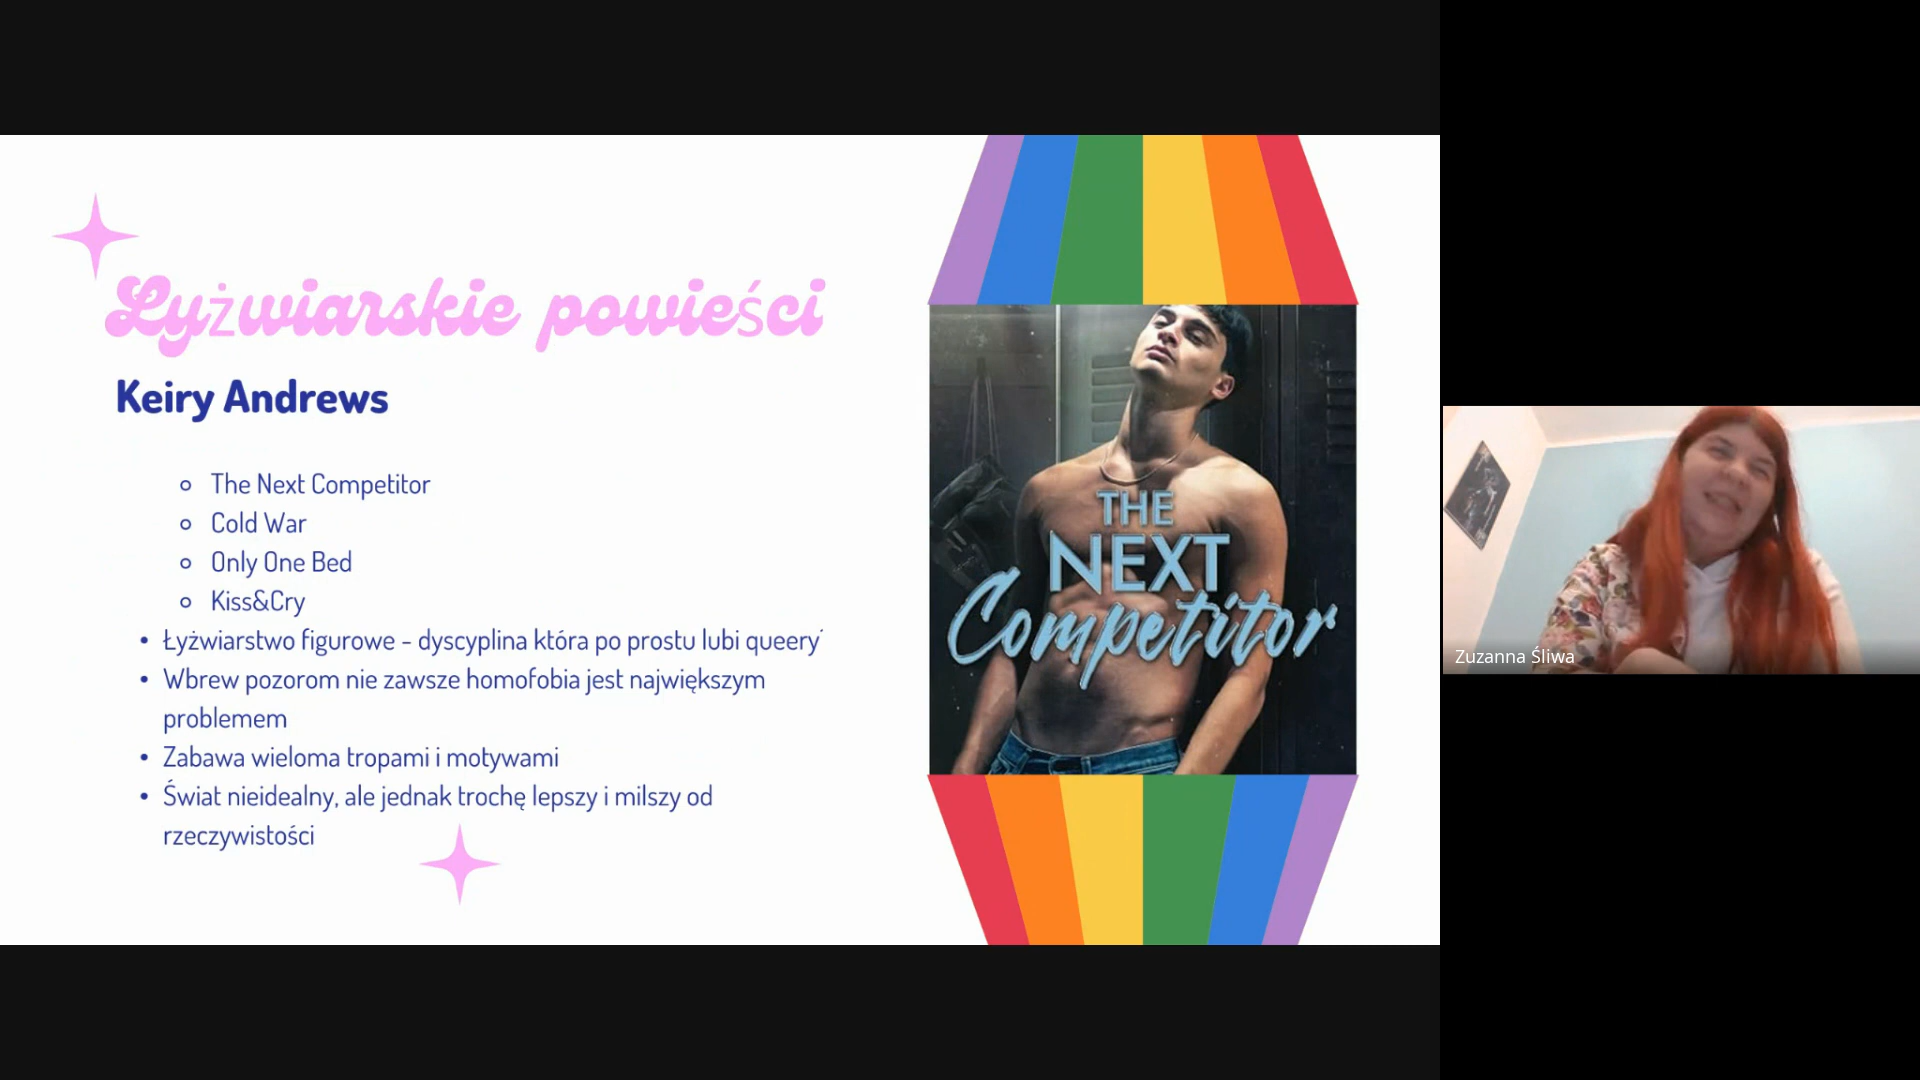 Łyżwiarskie powieści
Keiry Andrews
The Next Competitor
Cold War
Only One Bed
Kiss&Cry
Łyżwiarstwo figurowe - dyscyplina która po prostu lubi queery'
Wbrew pozorom nie zawsze homofobia jest największym
problemem
Zabawa wieloma tropami i motywami
Świat nieidealny, ale jednak trochę lepszy i milszy od
rzeczywistości
THE
NEXT
Competitor
Zuzanna Śliwa